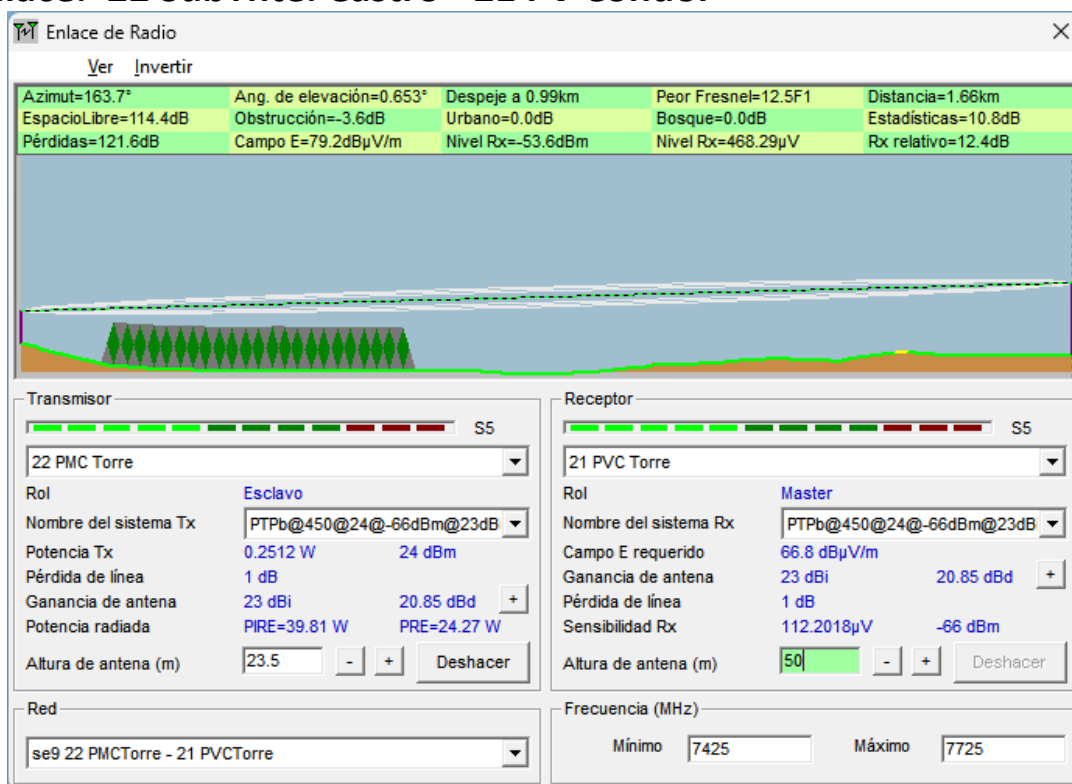 Enlace de Radio
Ver Invertir
Azimut=163.7° Ang. de elevación=0.653° Despeje a 0.99km Peor Fresnel=12.5F1 Distancia=1.66km
EspacioLibre=114.4dB Obstrucción=-3.6dB Urbano=0.0dB Bosque=0.0dB Estadísticas=10.8dB
Pérdidas=121.6dB Campo E=79.2dBµV/m Nivel Rx=-53.6dBm Nivel Rx=468.29µV Rx relativo=12.4dB
Transmisor
S5
22 PMC Torre
Rol Esclavo
Nombre del sistema Tx PTPb@450@24@-66dBm@23dB
Potencia Tx 0.2512 W 24 dBm
Pérdida de línea 1 dB
Ganancia de antena 23 dBi 20.85 dBd +
Potencia radiada PIRE=39.81 W PRE=24.27 W
Altura de antena (m) 23.5 - + Deshacer
Receptor
S5
21 PVC Torre
Rol Master
Nombre del sistema Rx PTPb@450@24@-66dBm@23dB
Campo E requerido 66.8 dBµV/m
Ganancia de antena 23 dBi 20.85 dBd +
Pérdida de línea 1 dB
Sensibilidad Rx 112.2018µV -66 dBm
Altura de antena (m) 50 - + Deshacer
Red
se9 22 PMCTorre - 21 PVCTorre
Frecuencia (MHz)
Mínimo 7425 Máximo 7725